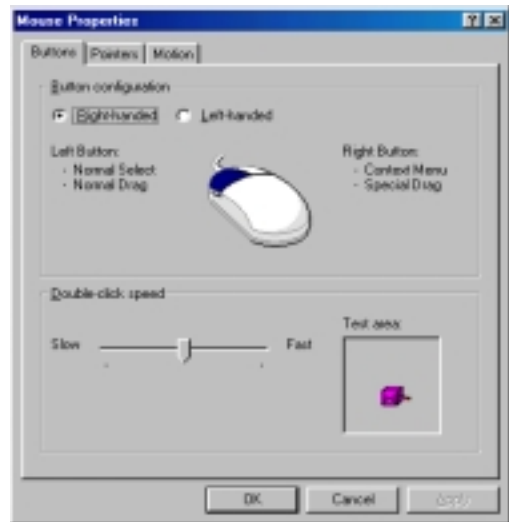 Mouse Properties
Buttons Pointers Motion
Button configuration
Right-handed Left-handed
Left Button: Right Button:
- Normal Select - Context Menu
- Normal Drag - Special Drag
Double-click speed
Test area:
Slow Fast
OK Cancel Apply